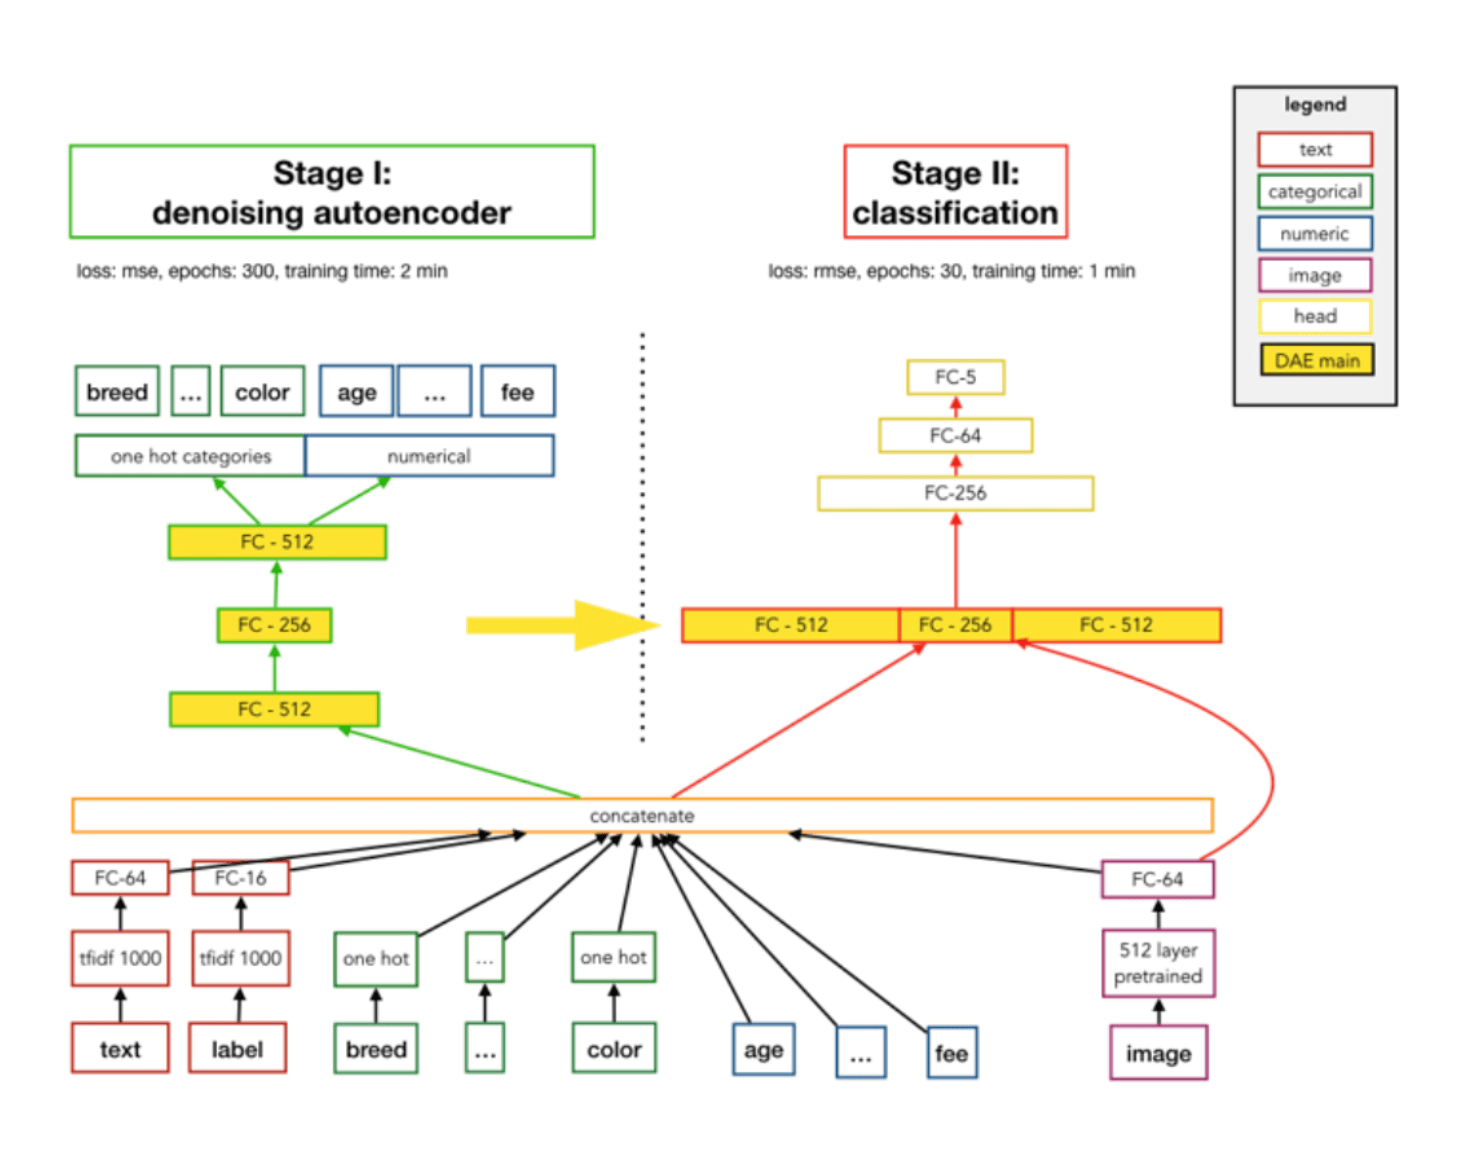 legend
text
categorical
numeric
image
head
DAE main
Stage I:
denoising autoencoder
loss: mse, epochs: 300, training time: 2 min
Stage II:
classification
loss: rmse, epochs: 30, training time: 1 min
breed ... color age ... fee
one hot categories numerical
FC - 512
FC - 256
FC - 512
FC-5
FC-64
FC-256
FC - 512 FC - 256 FC - 512
concatenate
FC-64 FC-16 FC-64
tfidf 1000 tfidf 1000 one hot ... one hot
512 layer
pretrained
text label breed ... color age ... fee image